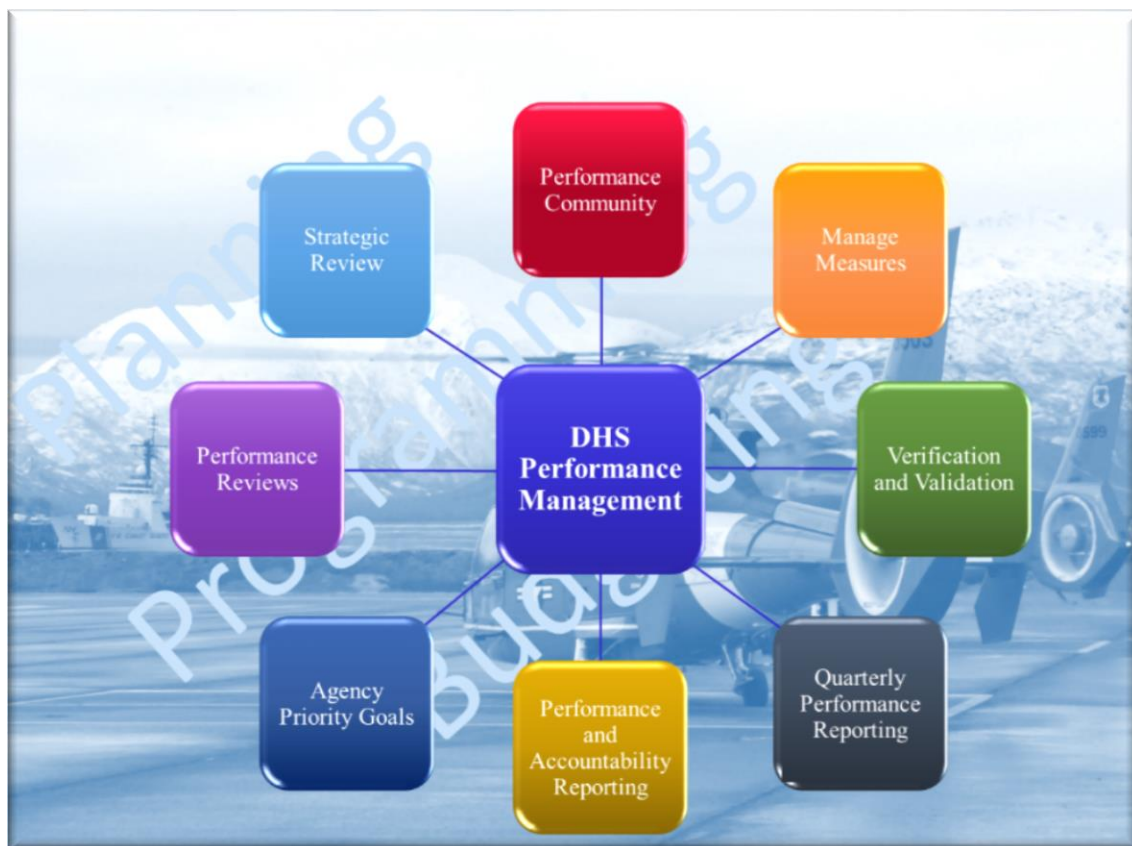 Planning
Programming
Budgeting
Performance
Community
Manage
Measures
Verification
and Validation
Quarterly
Performance
Reporting
Performance
and
Accountability
Reporting
Agency
Priority Goals
Performance
Reviews
Strategic
Review
DHS
Performance
Management